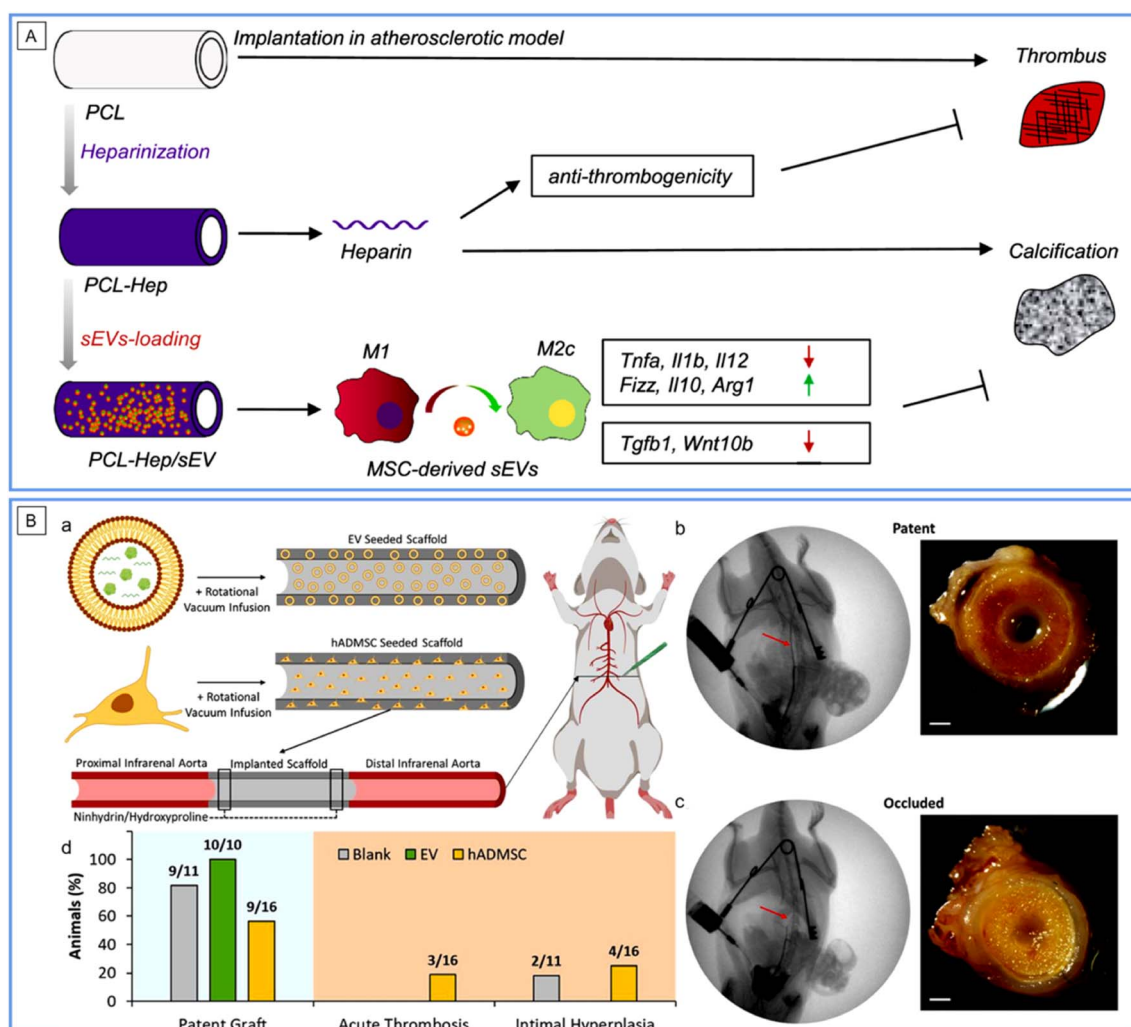 A
Implantation in atherosclerotic model
Thrombus
PCL
Heparinization
anti-thrombogenicity
Heparin
Calcification
PCL-Hep
sEVs-loading
M1
M2c
Tnfa, Il1b, Il12
Fizz, Il10, Arg1
Tgfb1, Wnt10b
PCL-Hep/sEV
MSC-derived sEVs
B
a
EV Seeded Scaffold
+ Rotational
Vacuum Infusion
hADMSC Seeded Scaffold
+ Rotational
Vacuum Infusion
Proximal Infrarenal Aorta
Implanted Scaffold
Distal Infrarenal Aorta
Ninhydrin/Hydroxyproline
b
Patent
c
Occluded
d
Blank
EV
hADMSC
Animals (%)
100
80
60
40
20
0
9/11
10/10
9/16
3/16
2/11
4/16
Patent Graft
Acute Thrombosis
Intimal Hyperplasia